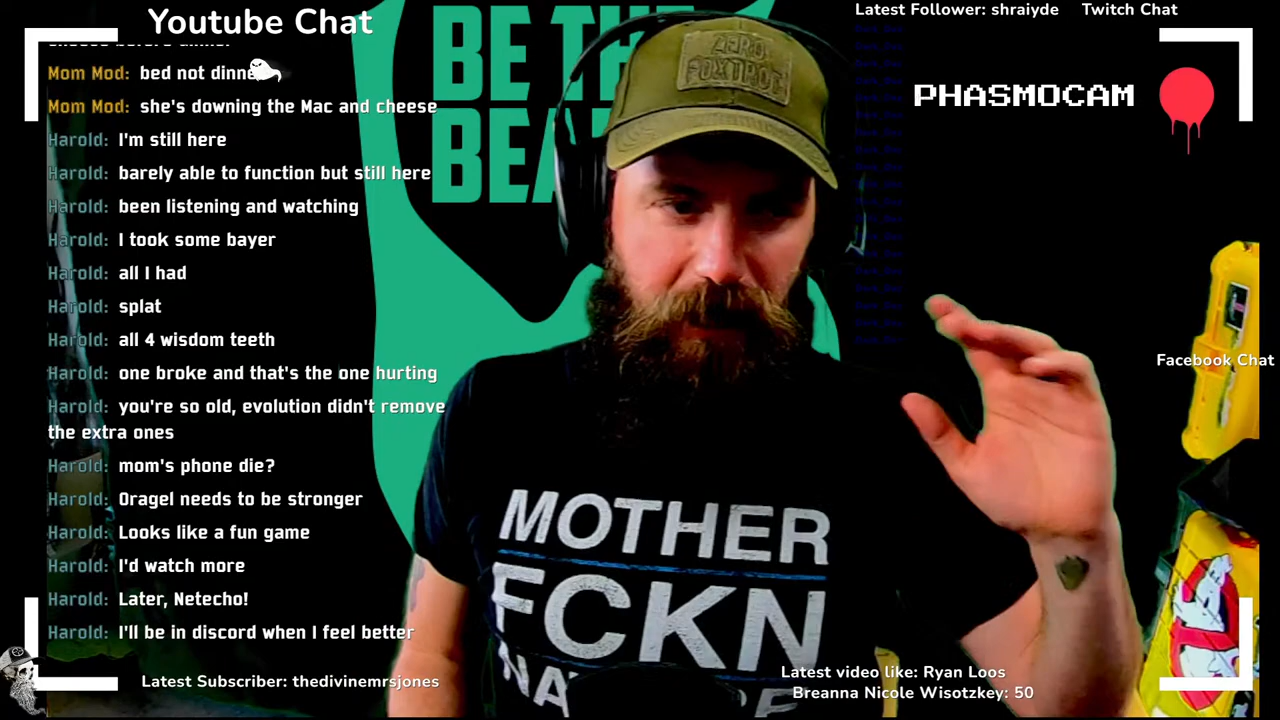 Youtube Chat
Mom Mod: bed not dinne
Mom Mod: she's downing the Mac and cheese
Harold: I'm still here
Harold: barely able to function but still here
Harold: been listening and watching
Harold: I took some bayer
Harold: all I had
Harold: splat
Harold: all 4 wisdom teeth
Harold: one broke and that's the one hurting
Harold: you're so old, evolution didn't remove
the extra ones
Harold: mom's phone die?
Harold: Oragel needs to be stronger
Harold: Looks like a fun game
Harold: I'd watch more
Harold: Later, Netecho!
Harold: I'll be in discord when I feel better
Latest Subscriber: thedivinemrsjones
BE THE
BEA
ZERO
FOXTROT
MOTHER
FCKN
Latest Follower: shraiyde
Twitch Chat
PHASMOCAM
Facebook Chat
Latest video like: Ryan Loos
Breanna Nicole Wisotzkey: 50